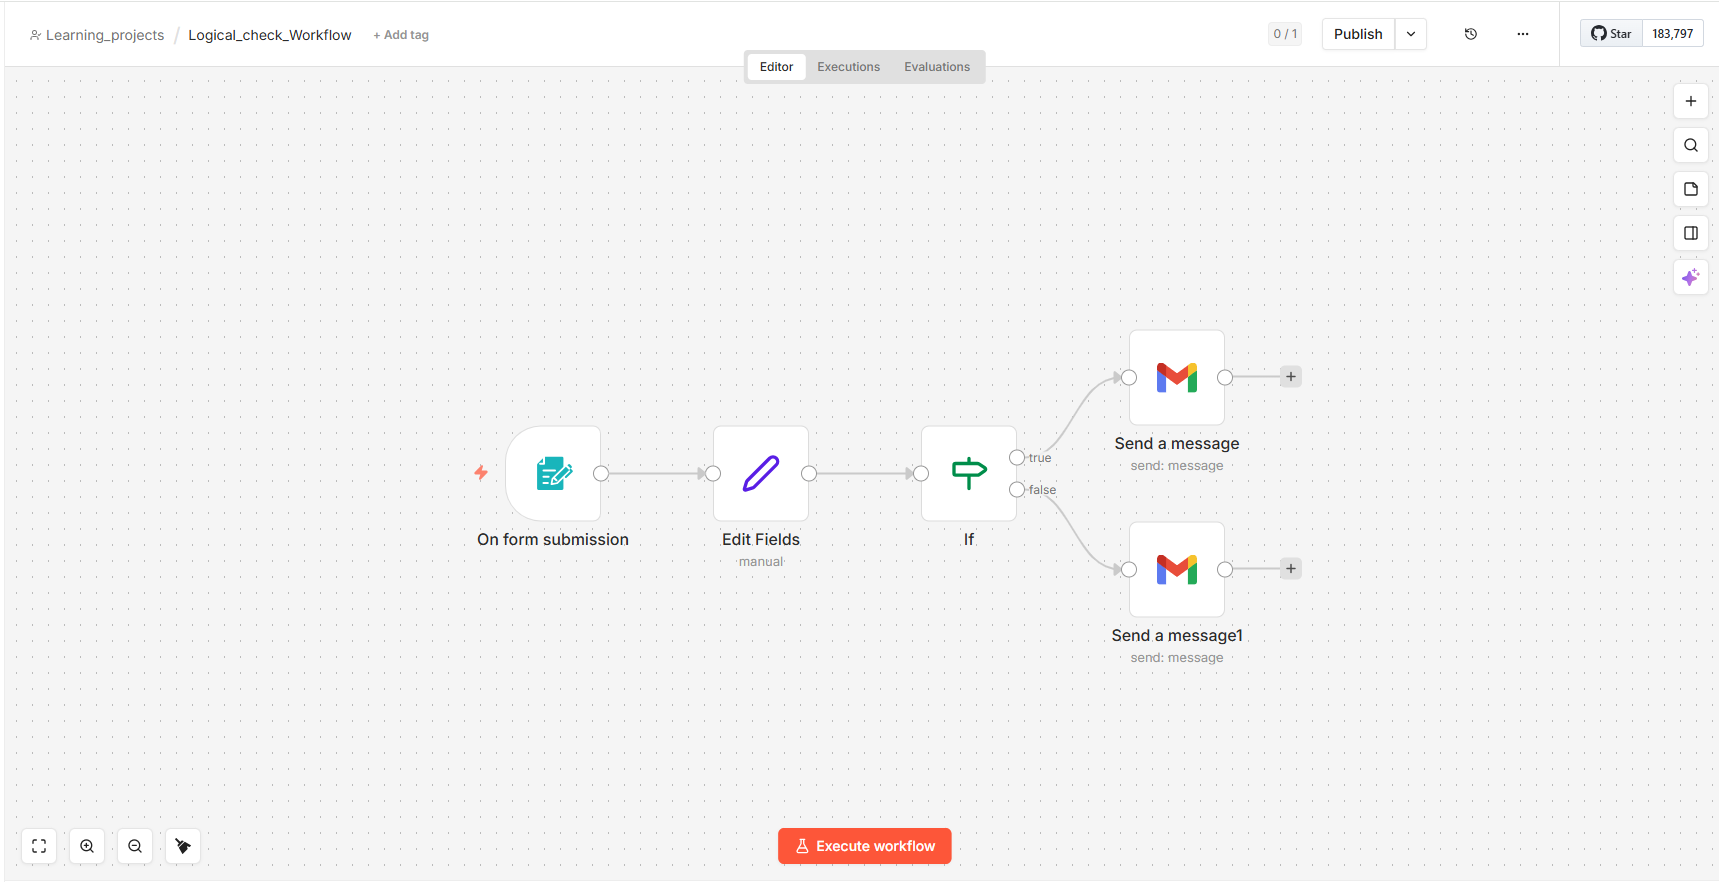 Learning_projects / Logical_check_Workflow + Add tag
0 / 1
Publish
Star 183,797
Editor Executions Evaluations
On form submission
Edit Fields
manual
If
true
false
Send a message
send: message
Send a message1
send: message
Execute workflow